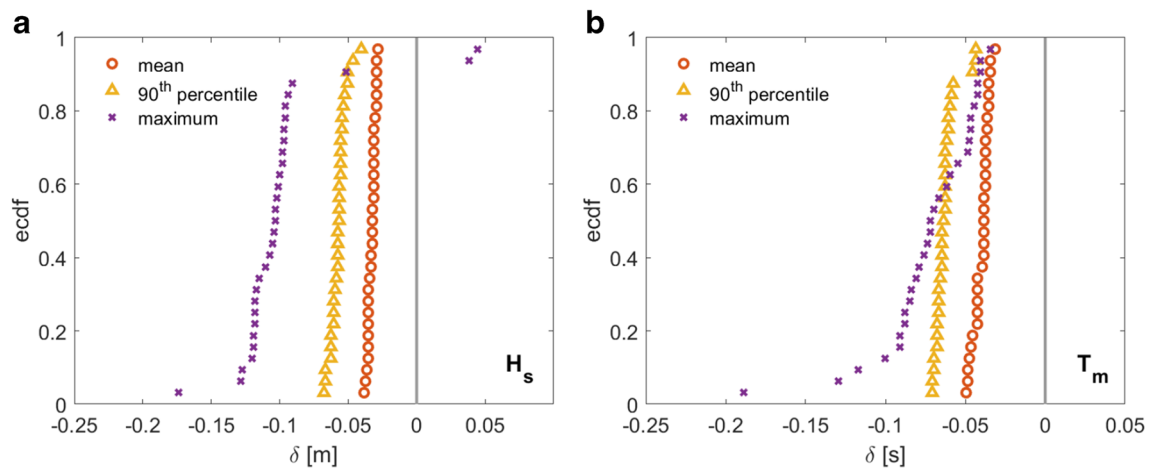 a
1
0.8
0.6
0.4
0.2
0
ecdf
mean
90th percentile
maximum
Hs
-0.25 -0.2 -0.15 -0.1 -0.05 0 0.05
δ [m]
b
1
0.8
0.6
0.4
0.2
0
ecdf
mean
90th percentile
maximum
Tm
-0.25 -0.2 -0.15 -0.1 -0.05 0 0.05
δ [s]